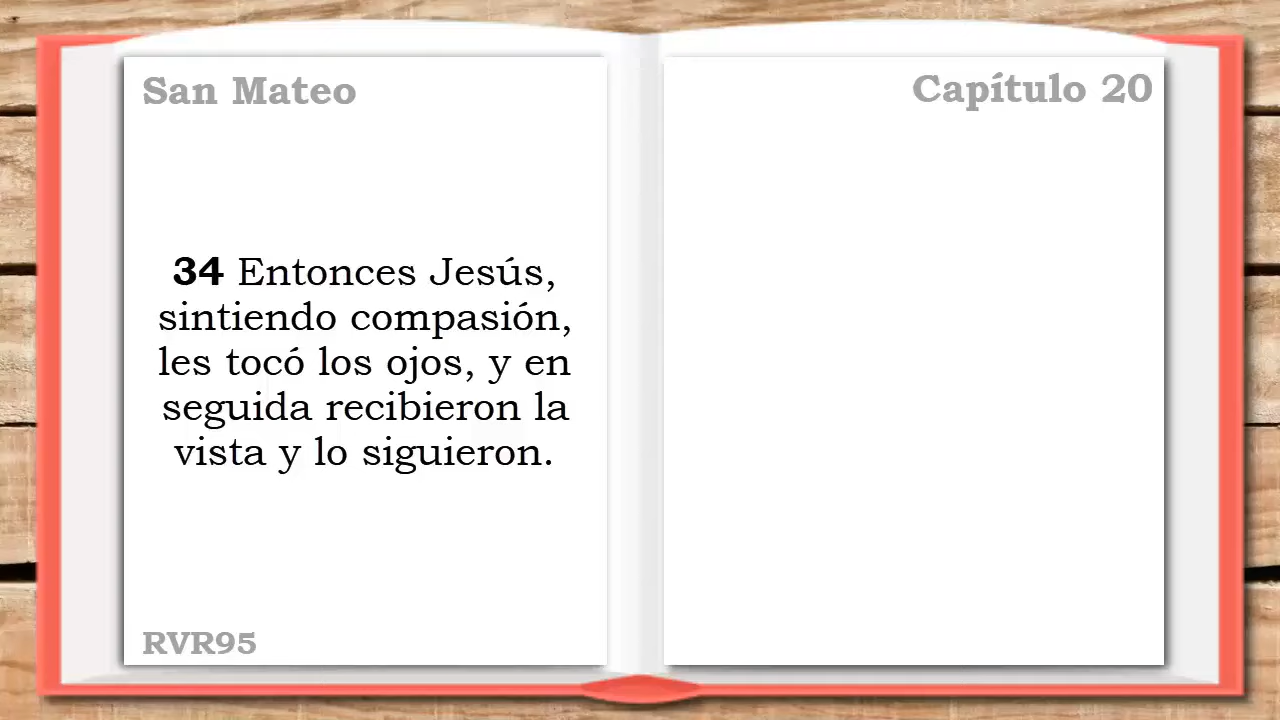 San Mateo
34 Entonces Jesús,
sintiendo compasión,
les tocó los ojos, y en
seguida recibieron la
vista y lo siguieron.
RVR95
Capítulo 20